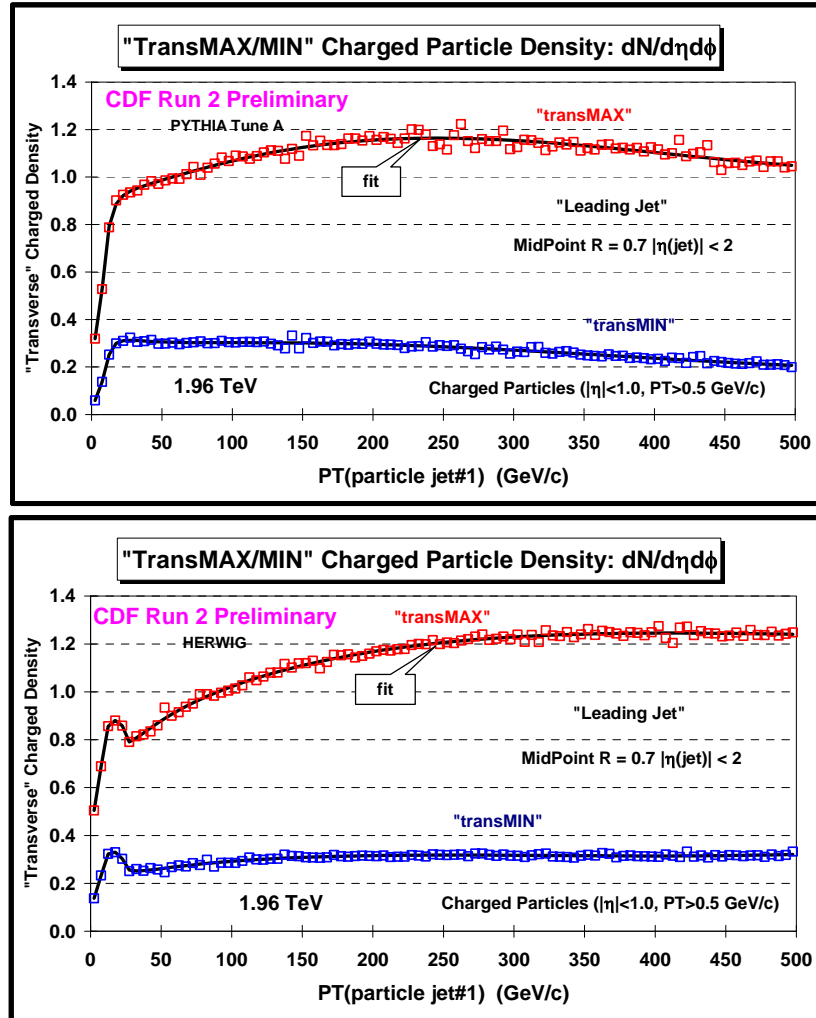 "TransMAX/MIN" Charged Particle Density: dN/dηdϕ
1.4
CDF Run 2 Preliminary
"transMAX"
PYTHIA Tune A
1.2
1.0
fit
"Leading Jet"
0.8
MidPoint R = 0.7 |η(jet)| < 2
0.6
"Transverse" Charged Density
0.4
"transMIN"
0.2
1.96 TeV
Charged Particles (|η|<1.0, PT>0.5 GeV/c)
0.0
0 50 100 150 200 250 300 350 400 450 500
PT(particle jet#1) (GeV/c)
"TransMAX/MIN" Charged Particle Density: dN/dηdϕ
1.4
CDF Run 2 Preliminary
"transMAX"
HERWIG
1.2
1.0
fit
"Leading Jet"
0.8
MidPoint R = 0.7 |η(jet)| < 2
0.6
"Transverse" Charged Density
"transMIN"
0.4
0.2
1.96 TeV
Charged Particles (|η|<1.0, PT>0.5 GeV/c)
0.0
0 50 100 150 200 250 300 350 400 450 500
PT(particle jet#1) (GeV/c)